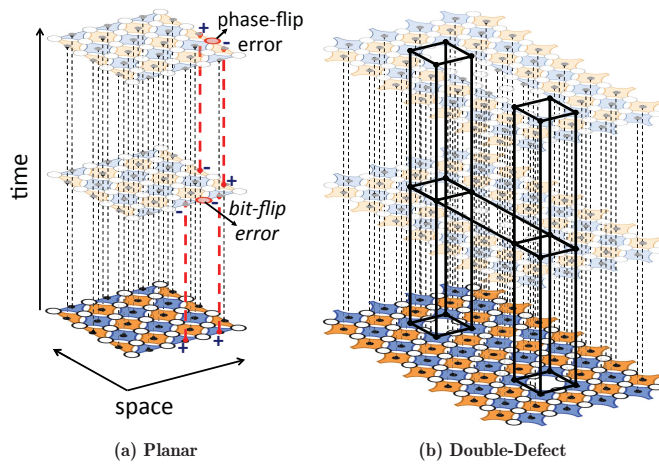 phase-flip
error
+
-
time
-
+
-
-
bit-flip
error
+
+
space
(a) Planar
(b) Double-Defect